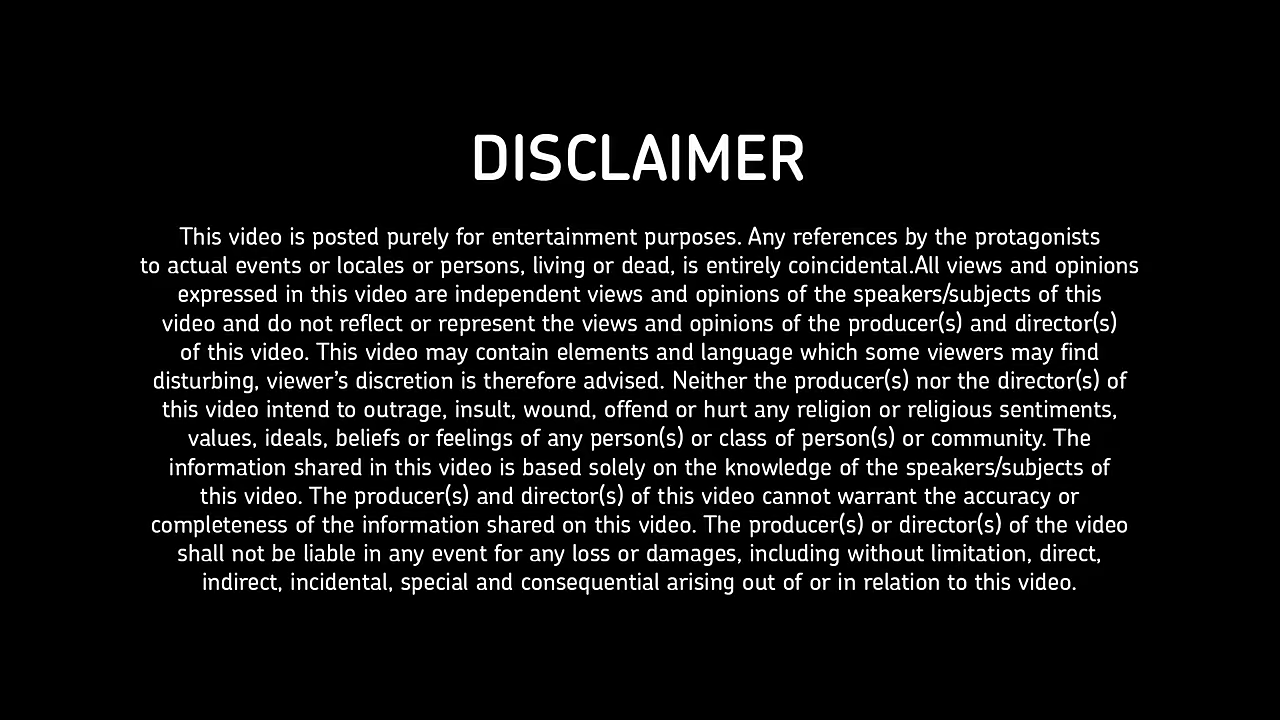 DISCLAIMER
This video is posted purely for entertainment purposes. Any references by the protagonists
to actual events or locales or persons, living or dead, is entirely coincidental.All views and opinions
expressed in this video are independent views and opinions of the speakers/subjects of this
video and do not reflect or represent the views and opinions of the producer(s) and director(s)
of this video. This video may contain elements and language which some viewers may find
disturbing, viewer’s discretion is therefore advised. Neither the producer(s) nor the director(s) of
this video intend to outrage, insult, wound, offend or hurt any religion or religious sentiments,
values, ideals, beliefs or feelings of any person(s) or class of person(s) or community. The
information shared in this video is based solely on the knowledge of the speakers/subjects of
this video. The producer(s) and director(s) of this video cannot warrant the accuracy or
completeness of the information shared on this video. The producer(s) or director(s) of the video
shall not be liable in any event for any loss or damages, including without limitation, direct,
indirect, incidental, special and consequential arising out of or in relation to this video.